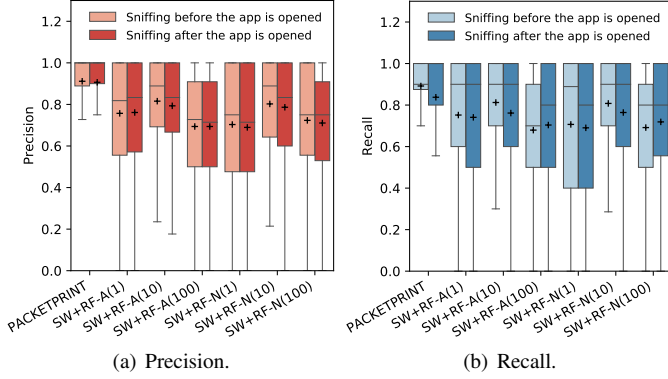 Sniffing before the app is opened
Sniffing after the app is opened
Precision
1.2
1.0
0.8
0.6
0.4
0.2
0.0
PACKETPRINT
SW+RF-A(1)
SW+RF-A(10)
SW+RF-A(100)
SW+RF-N(1)
SW+RF-N(10)
SW+RF-N(100)
(a) Precision.
Sniffing before the app is opened
Sniffing after the app is opened
Recall
1.2
1.0
0.8
0.6
0.4
0.2
0.0
PACKETPRINT
SW+RF-A(1)
SW+RF-A(10)
SW+RF-A(100)
SW+RF-N(1)
SW+RF-N(10)
SW+RF-N(100)
(b) Recall.